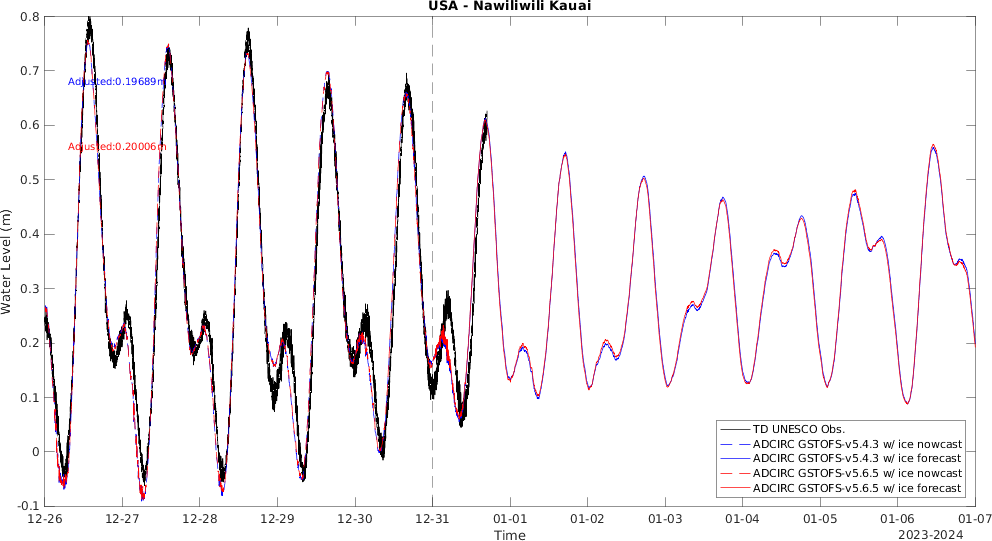 USA - Nawiliwili Kauai
0.8
0.7
0.6
0.5
0.4
0.3
0.2
0.1
0
-0.1
Water Level (m)
Adjusted:0.19689m
Adjusted:0.20006m
TD UNESCO Obs.
ADCIRC GSTOFS-v5.4.3 w/ ice nowcast
ADCIRC GSTOFS-v5.4.3 w/ ice forecast
ADCIRC GSTOFS-v5.6.5 w/ ice nowcast
ADCIRC GSTOFS-v5.6.5 w/ ice forecast
12-26 12-27 12-28 12-29 12-30 12-31 01-01 01-02 01-03 01-04 01-05 01-06 01-07
Time
2023-2024